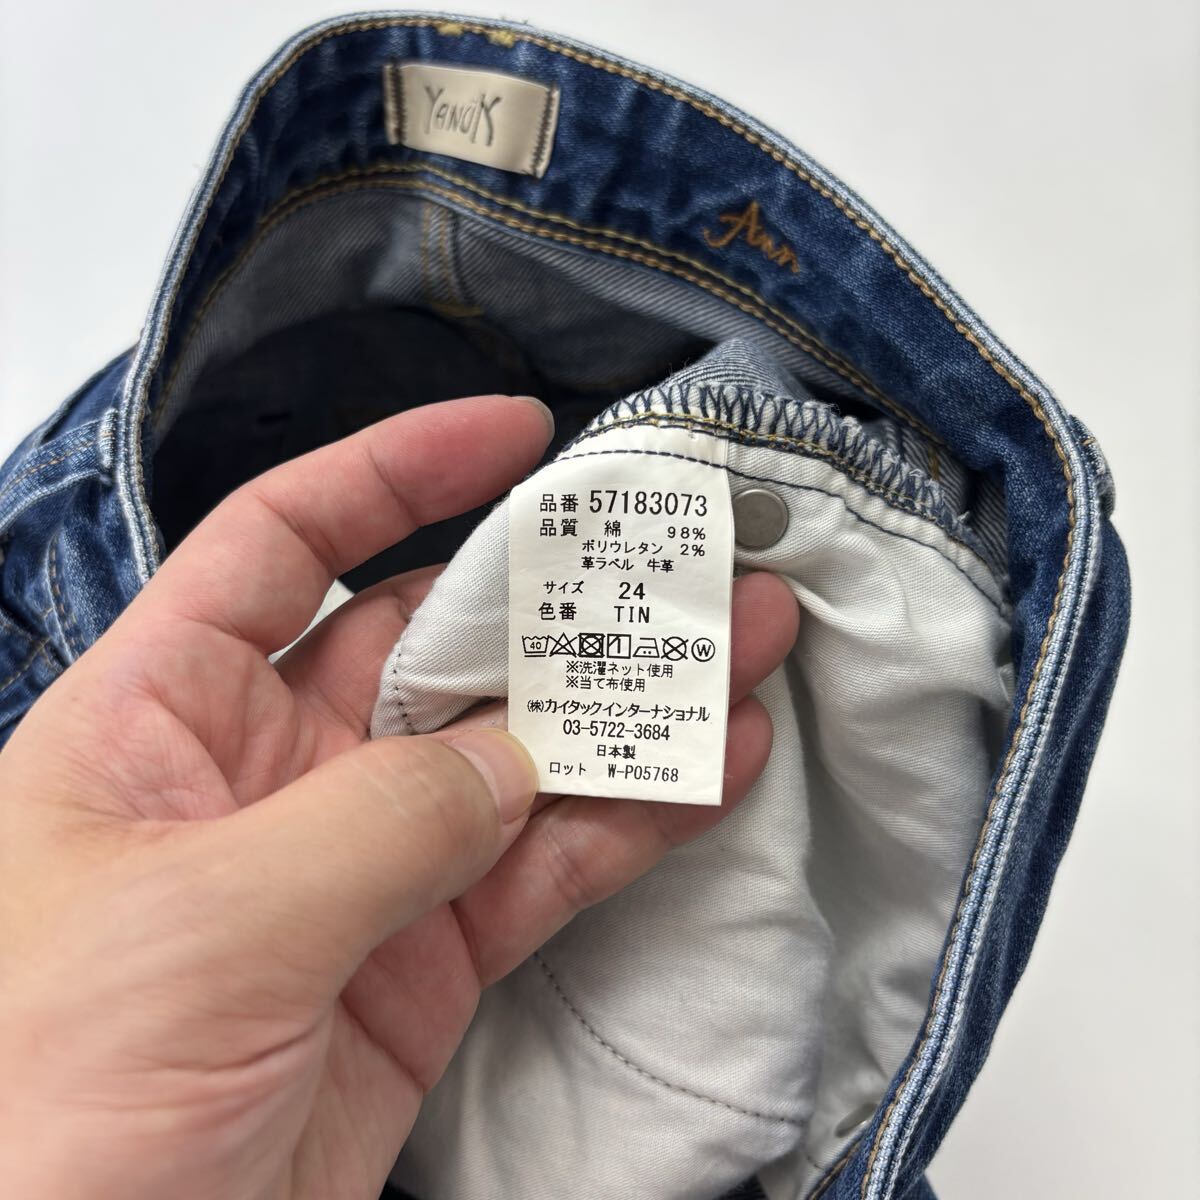 YANUK
Ann
品番 57183073
品質 綿 98%
ポリウレタン 2%
革ラベル 牛革
サイズ 24
色番 TIN
40 W
※洗濯ネット使用
※当て布使用
㈱カイタックインターナショナル
03-5722-3684
日本製
ロット W-P05768